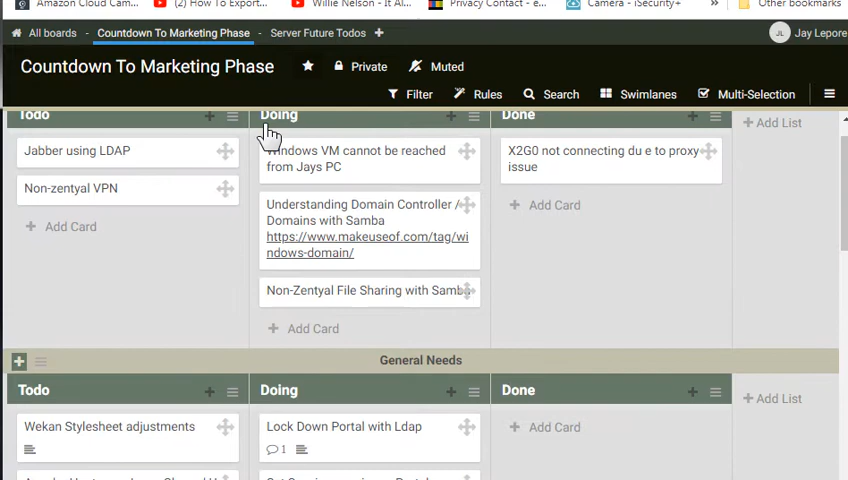 Amazon Cloud Cam...
(2) How To Export...
Willie Nelson - It Al...
Privacy Contact - e...
Camera - iSecurity+
»
Other bookmarks
All boards - Countdown To Marketing Phase - Server Future Todos
JL Jay Lepore
Countdown To Marketing Phase
Private
Muted
Filter
Rules
Search
Swimlanes
Multi-Selection
Todo
Jabber using LDAP
Non-zentyal VPN
Add Card
Doing
Windows VM cannot be reached
from Jays PC
Understanding Domain Controller /
Domains with Samba
https://www.makeuseof.com/tag/wi
ndows-domain/
Non-Zentyal File Sharing with Samba
Add Card
Done
X2G0 not connecting du e to proxy
issue
Add Card
Add List
General Needs
Todo
Wekan Stylesheet adjustments
Doing
Lock Down Portal with Ldap
1
Done
Add Card
Add List